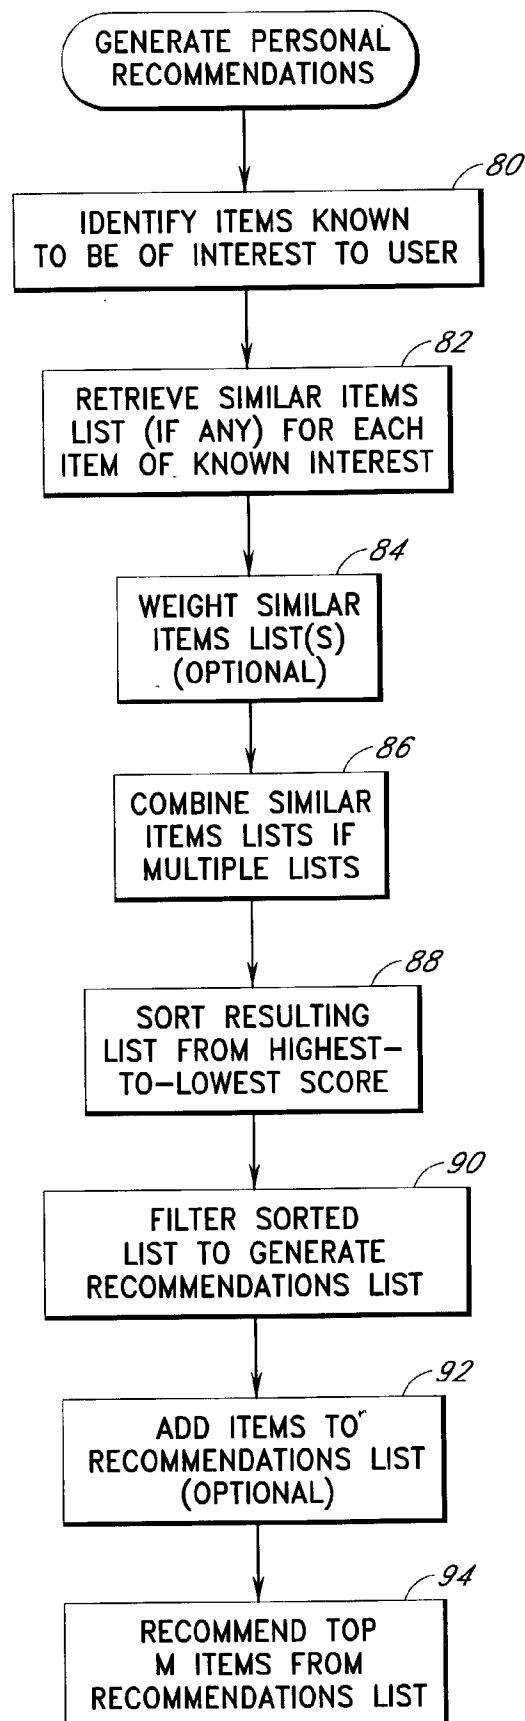 GENERATE PERSONAL
RECOMMENDATIONS
80
IDENTIFY ITEMS KNOWN
TO BE OF INTEREST TO USER
82
RETRIEVE SIMILAR ITEMS
LIST (IF ANY) FOR EACH
ITEM OF KNOWN INTEREST
84
WEIGHT SIMILAR
ITEMS LIST(S)
(OPTIONAL)
86
COMBINE SIMILAR
ITEMS LISTS IF
MULTIPLE LISTS
88
SORT RESULTING
LIST FROM HIGHEST-
TO-LOWEST SCORE
90
FILTER SORTED
LIST TO GENERATE
RECOMMENDATIONS LIST
92
ADD ITEMS TO
RECOMMENDATIONS LIST
(OPTIONAL)
94
RECOMMEND TOP
M ITEMS FROM
RECOMMENDATIONS LIST